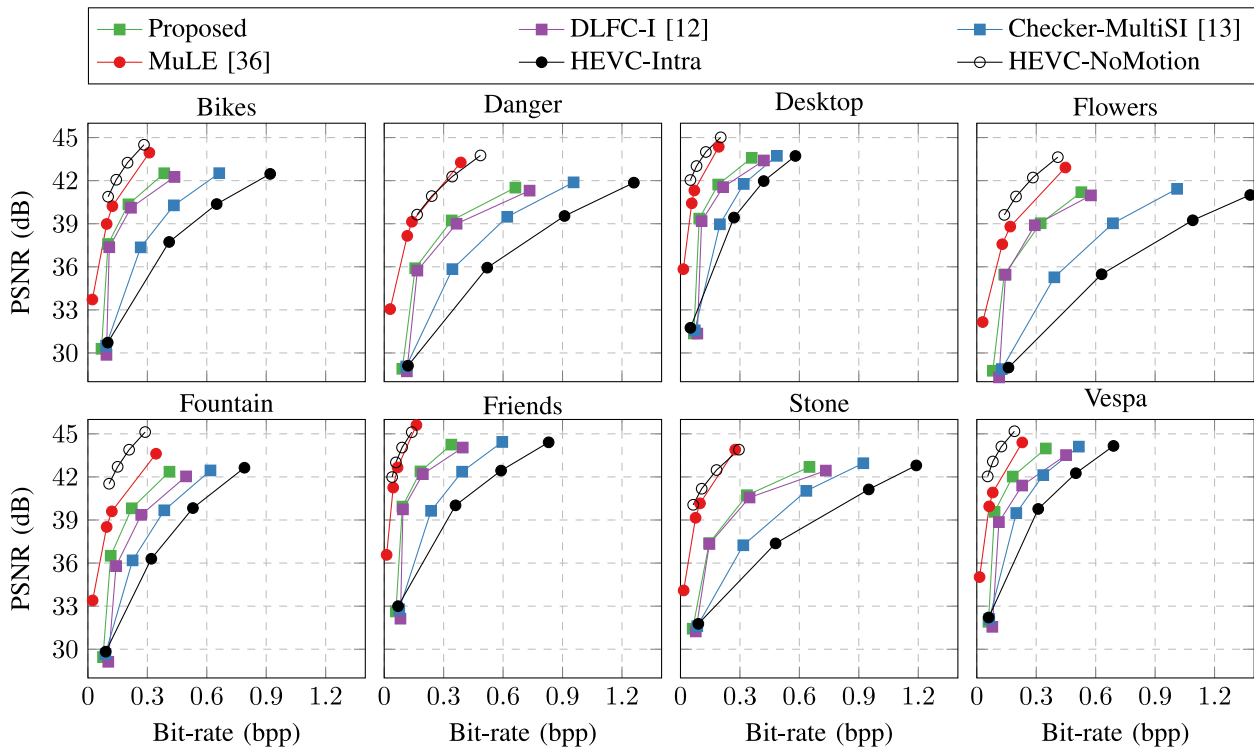 Proposed DLFC-I [12] Checker-MultiSI [13]
MuLE [36] HEVC-Intra HEVC-NoMotion
Bikes Danger Desktop Flowers
45
42
39
36
33
30
PSNR (dB)
Fountain Friends Stone Vespa
45
42
39
36
33
30
PSNR (dB)
0 0.3 0.6 0.9 1.2 0 0.3 0.6 0.9 1.2 0 0.3 0.6 0.9 1.2 0 0.3 0.6 0.9 1.2
Bit-rate (bpp) Bit-rate (bpp) Bit-rate (bpp) Bit-rate (bpp)